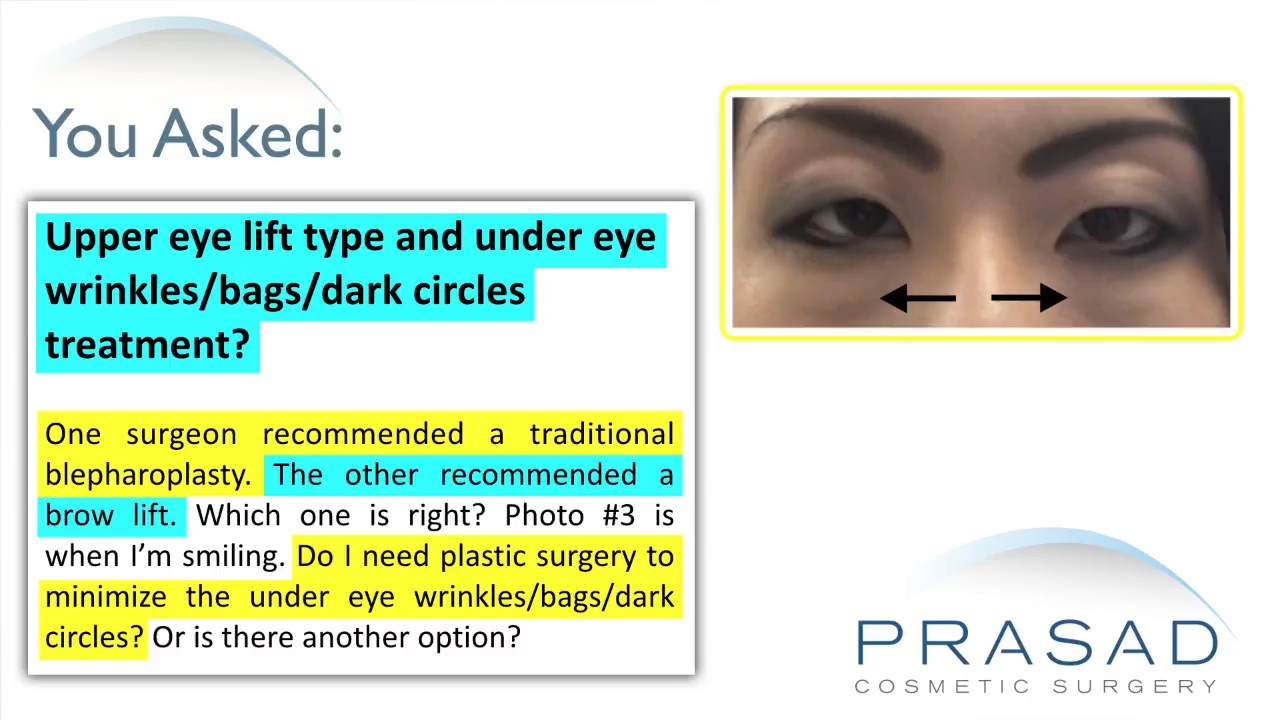 You Asked:
Upper eye lift type and under eye
wrinkles/bags/dark circles
treatment?
One surgeon recommended a traditional
blepharoplasty. The other recommended a
brow lift. Which one is right? Photo #3 is
when I’m smiling. Do I need plastic surgery to
minimize the under eye wrinkles/bags/dark
circles? Or is there another option?
PRASAD
COSMETIC SURGERY